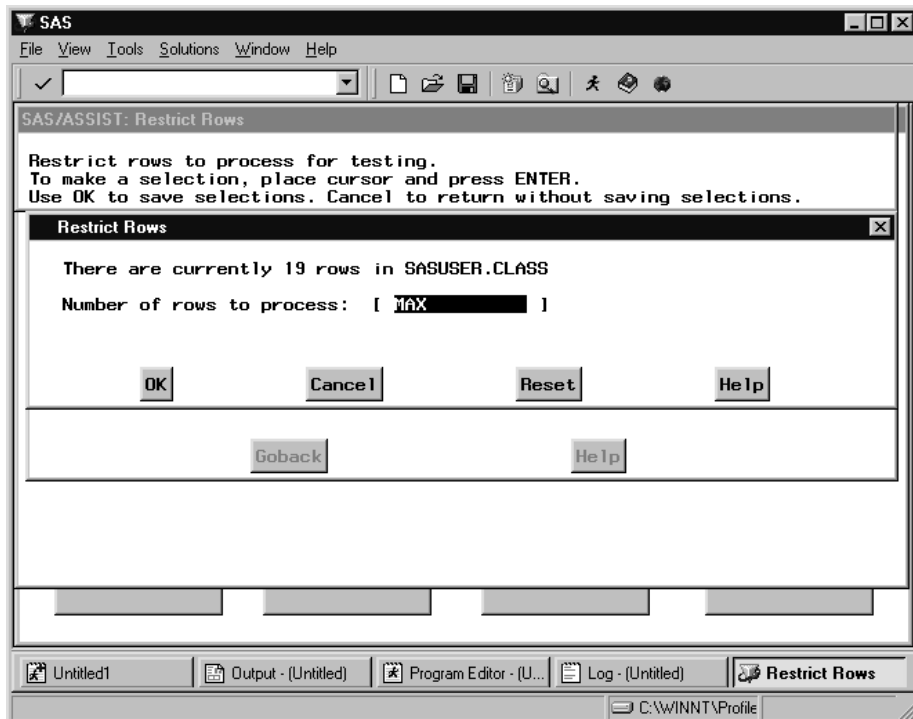 SAS
File View Tools Solutions Window Help
SAS/ASSIST: Restrict Rows
Restrict rows to process for testing.
To make a selection, place cursor and press ENTER.
Use OK to save selections. Cancel to return without saving selections.
Restrict Rows
There are currently 19 rows in SASUSER.CLASS
Number of rows to process: [ MAX ]
OK Cancel Reset Help
Goback Help
Untitled1 Output - (Untitled) Program Editor - (U... Log - (Untitled) Restrict Rows
C:\WINNT\Profile